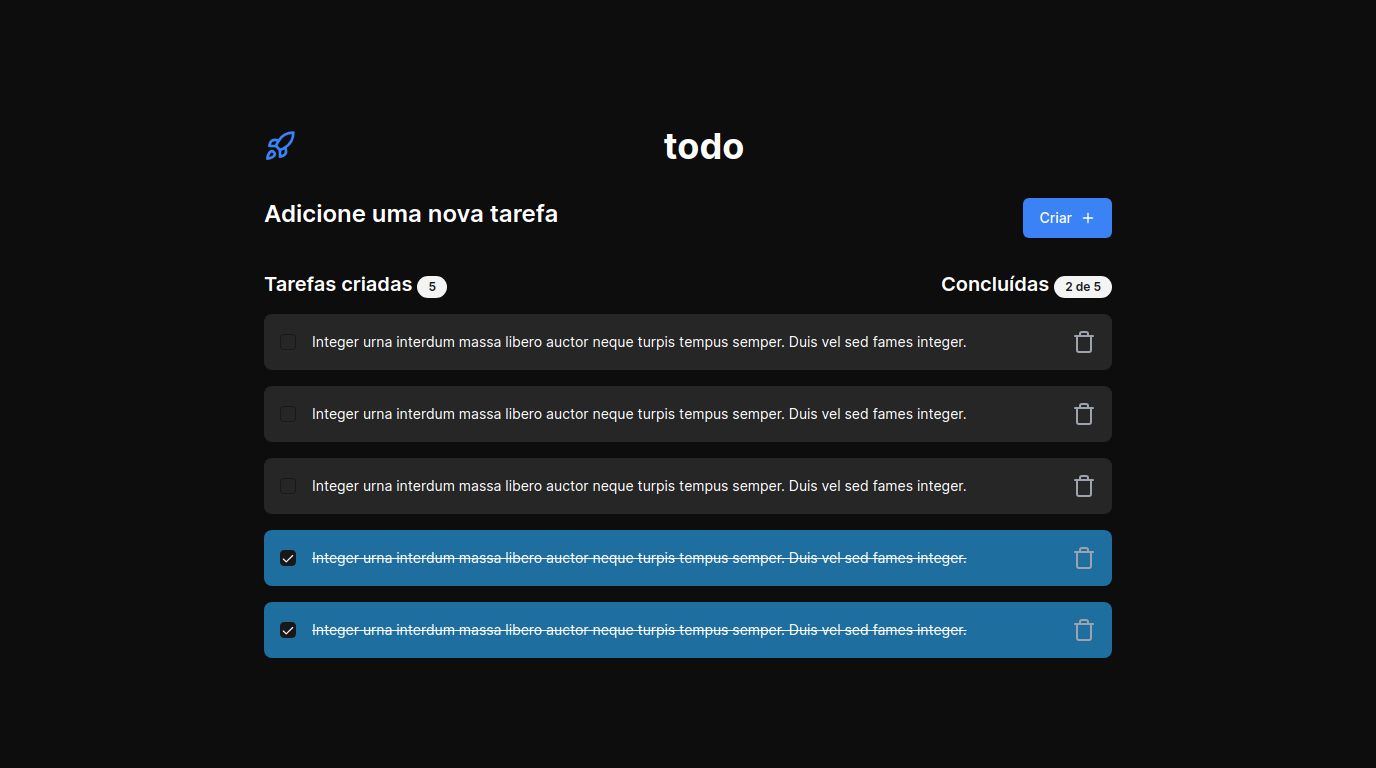 todo
Adicione uma nova tarefa
Criar +
Tarefas criadas 5
Concluídas 2 de 5
Integer urna interdum massa libero auctor neque turpis tempus semper. Duis vel sed fames integer.
Integer urna interdum massa libero auctor neque turpis tempus semper. Duis vel sed fames integer.
Integer urna interdum massa libero auctor neque turpis tempus semper. Duis vel sed fames integer.
Integer urna interdum massa libero auctor neque turpis tempus semper. Duis vel sed fames integer.
Integer urna interdum massa libero auctor neque turpis tempus semper. Duis vel sed fames integer.